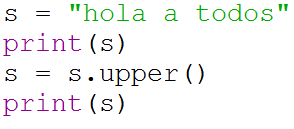 s = "hola a todos"
print(s)
s = s.upper()
print(s)